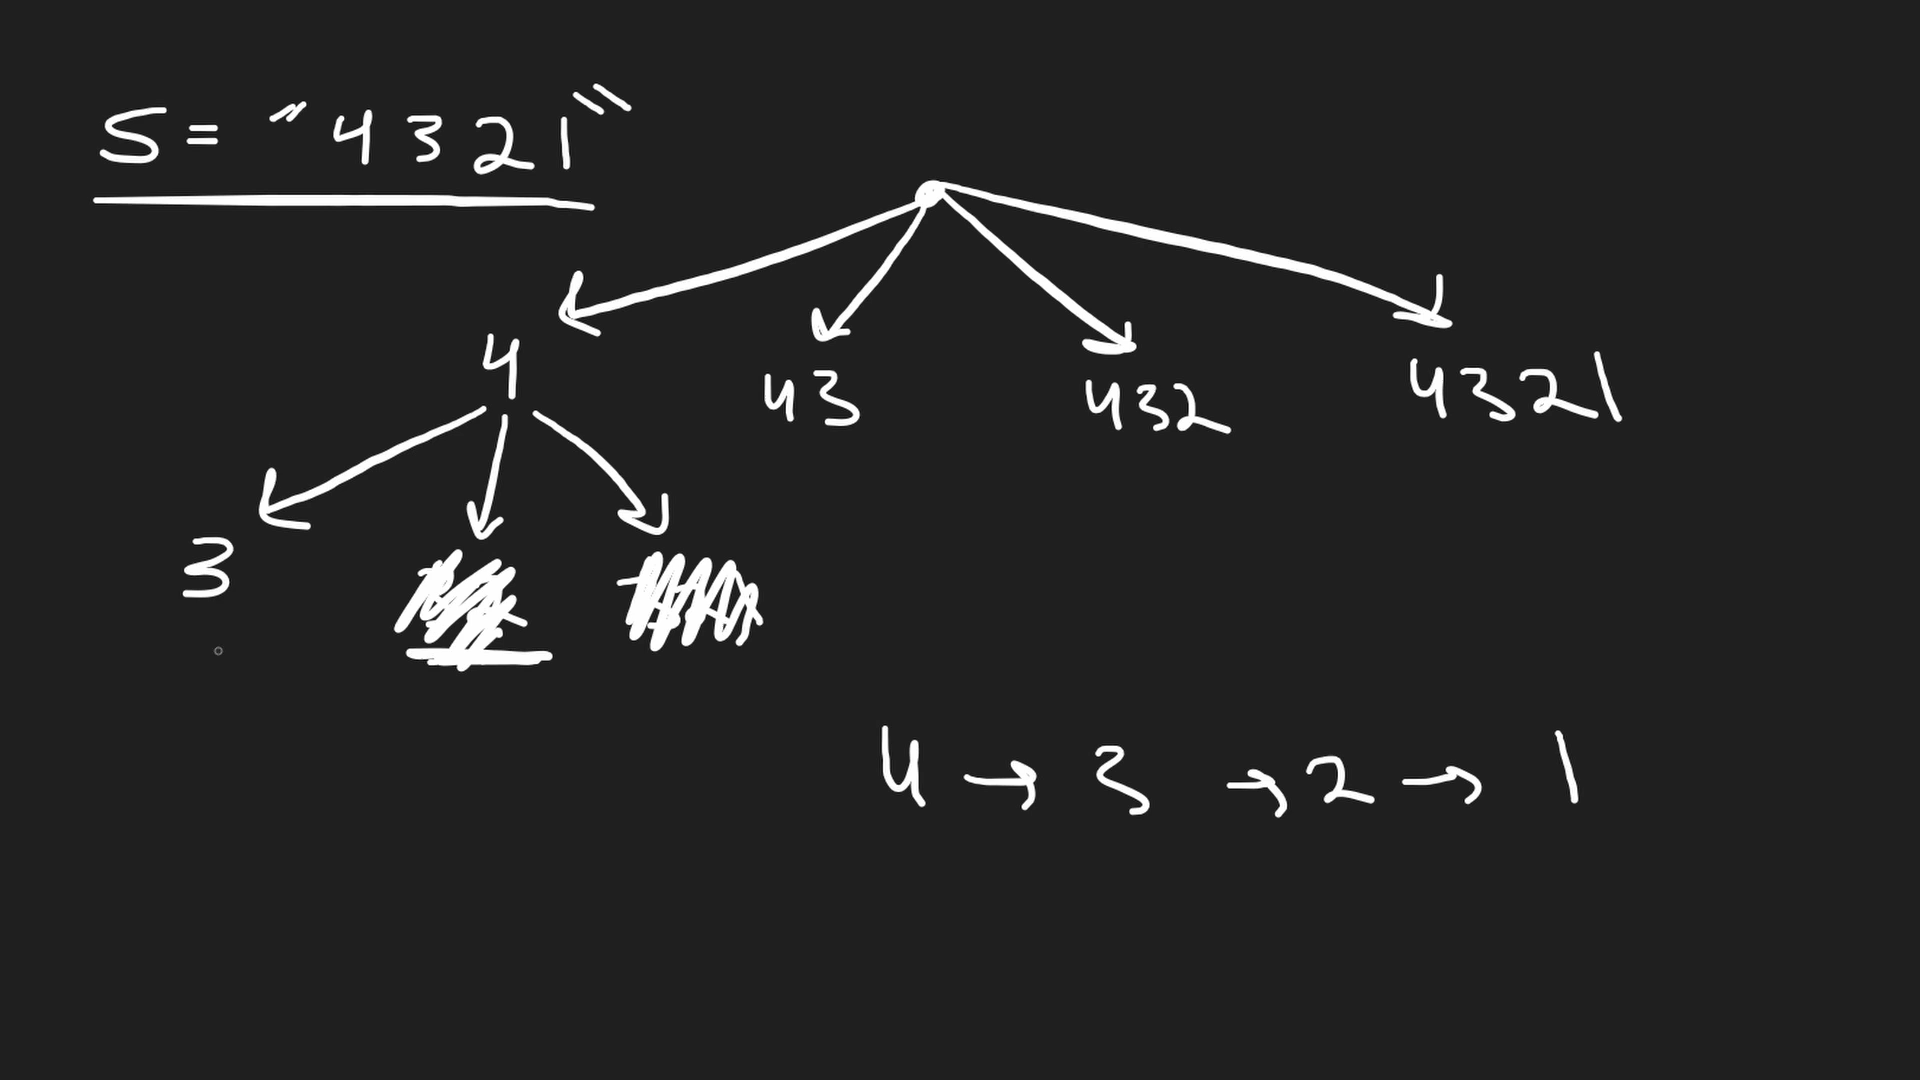 S = "4321"
4
43
432
4321
3
4 → 3 → 2 → 1